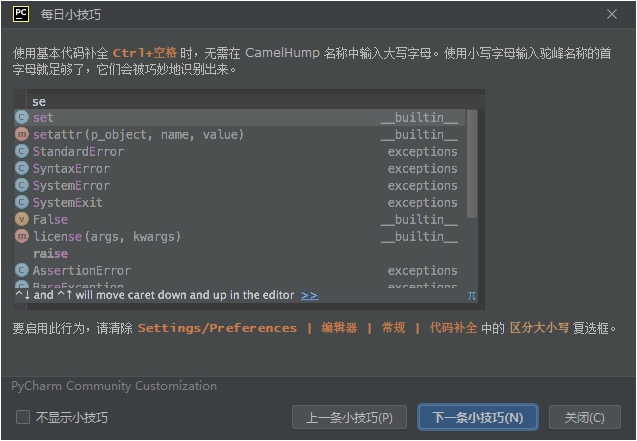 PC 每日小技巧
使用基本代码补全 Ctrl+空格 时，无需在 CamelHump 名称中输入大写字母。使用小写字母输入驼峰名称的首
字母就足够了，它们会被巧妙地识别出来。
se
C set __builtin__
m setattr(p_object, name, value) __builtin__
C StandardError exceptions
C SyntaxError exceptions
C SystemError exceptions
C SystemExit exceptions
v False __builtin__
m license(args, kwargs) __builtin__
raise
C AssertionError exceptions
C BaseException exceptions
^↓ and ^↑ will move caret down and up in the editor >> π
要启用此行为，请清除 Settings/Preferences | 编辑器 | 常规 | 代码补全 中的 区分大小写 复选框。
PyCharm Community Customization
不显示小技巧 上一条小技巧(P) 下一条小技巧(N) 关闭(C)